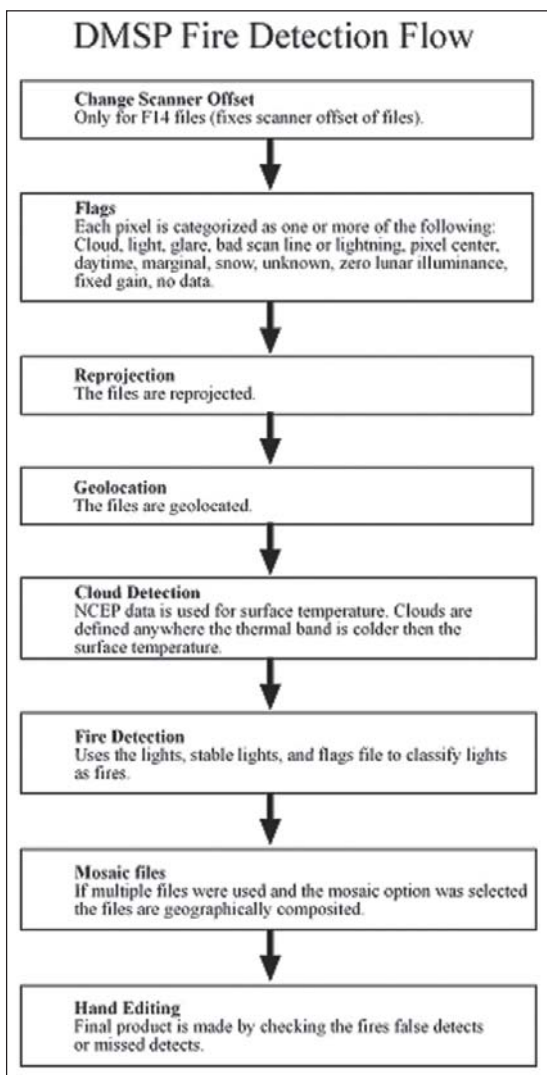 DMSP Fire Detection Flow
Change Scanner Offset
Only for F14 files (fixes scanner offset of files).
Flags
Each pixel is categorized as one or more of the following:
Cloud, light, glare, bad scan line or lightning, pixel center,
daytime, marginal, snow, unknown, zero lunar illuminance,
fixed gain, no data.
Reprojection
The files are reprojected.
Geolocation
The files are geolocated.
Cloud Detection
NCEP data is used for surface temperature. Clouds are
defined anywhere the thermal band is colder then the
surface temperature.
Fire Detection
Uses the lights, stable lights, and flags file to classify lights
as fires.
Mosaic files
If multiple files were used and the mosaic option was selected
the files are geographically composited.
Hand Editing
Final product is made by checking the fires false detects
or missed detects.